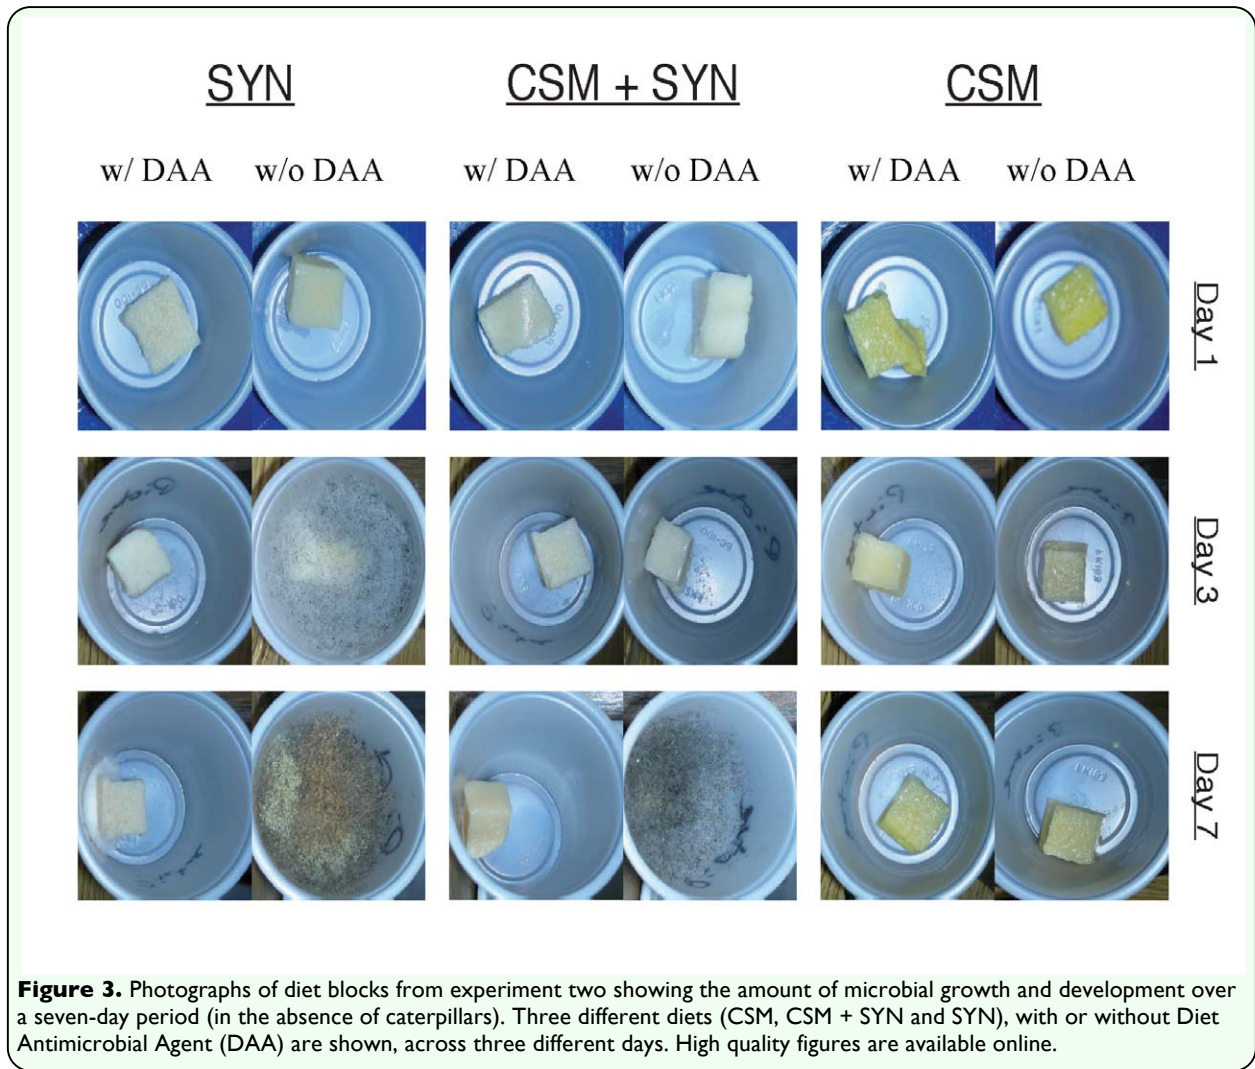 SYN CSM + SYN CSM
w/ DAA w/o DAA w/ DAA w/o DAA w/ DAA w/o DAA
Day 1
Day 3
Day 7
Figure 3. Photographs of diet blocks from experiment two showing the amount of microbial growth and development over
a seven-day period (in the absence of caterpillars). Three different diets (CSM, CSM + SYN and SYN), with or without Diet
Antimicrobial Agent (DAA) are shown, across three different days. High quality figures are available online.